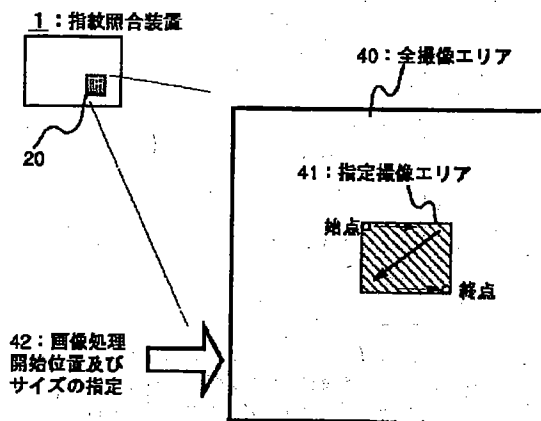 1：指紋照合装置
20
40：全撮像エリア
41：指定撮像エリア
始点
終点
42：画像処理
開始位置及び
サイズの指定